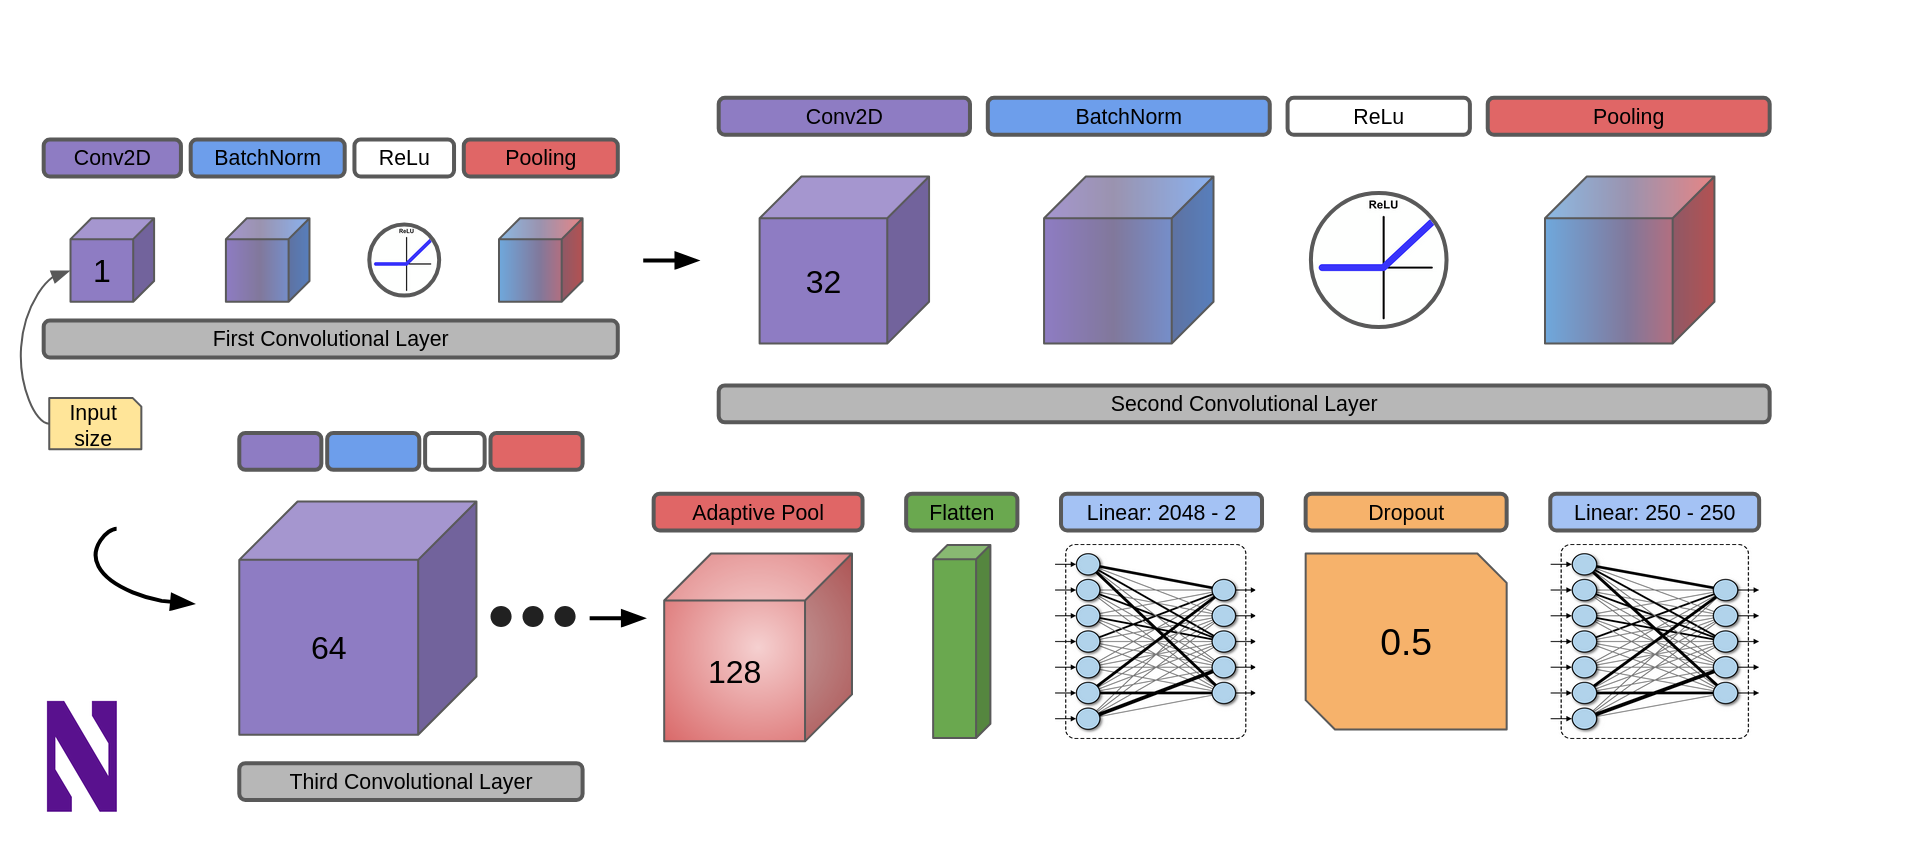 Conv2D
BatchNorm
ReLu
Pooling
1
ReLU
First Convolutional Layer
Input
size
Conv2D
BatchNorm
ReLu
Pooling
32
ReLU
Second Convolutional Layer
64
Third Convolutional Layer
Adaptive Pool
Flatten
Linear: 2048 - 2
Dropout
Linear: 250 - 250
128
0.5
N